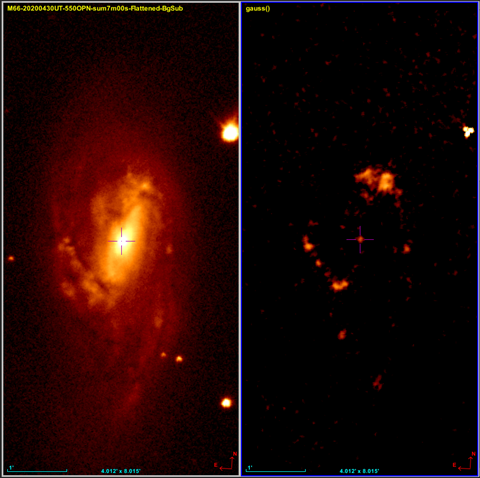 M66-20200430UT-550OPN-sum7m00s-Flattened-BgSub
gauss()
N
E
1'
4.012' x 8.015'
N
E
1'
4.012' x 8.015'